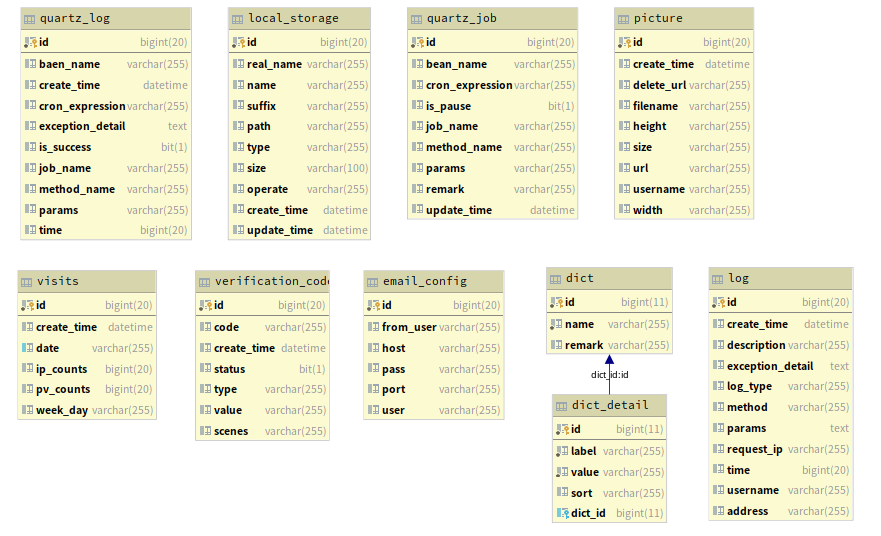 quartz_log
id bigint(20)
baen_name varchar(255)
create_time datetime
cron_expression varchar(255)
exception_detail text
is_success bit(1)
job_name varchar(255)
method_name varchar(255)
params varchar(255)
time bigint(20)
local_storage
id bigint(20)
real_name varchar(255)
name varchar(255)
suffix varchar(255)
path varchar(255)
type varchar(255)
size varchar(100)
operate varchar(255)
create_time datetime
update_time datetime
quartz_job
id bigint(20)
bean_name varchar(255)
cron_expression varchar(255)
is_pause bit(1)
job_name varchar(255)
method_name varchar(255)
params varchar(255)
remark varchar(255)
update_time datetime
picture
id bigint(20)
create_time datetime
delete_url varchar(255)
filename varchar(255)
height varchar(255)
size varchar(255)
url varchar(255)
username varchar(255)
width varchar(255)
visits
id bigint(20)
create_time datetime
date varchar(255)
ip_counts bigint(20)
pv_counts bigint(20)
week_day varchar(255)
verification_code
id bigint(20)
code varchar(255)
create_time datetime
status bit(1)
type varchar(255)
value varchar(255)
scenes varchar(255)
email_config
id bigint(20)
from_user varchar(255)
host varchar(255)
pass varchar(255)
port varchar(255)
user varchar(255)
dict
id bigint(11)
name varchar(255)
remark varchar(255)
dict_id:id
dict_detail
id bigint(11)
label varchar(255)
value varchar(255)
sort varchar(255)
dict_id bigint(11)
log
id bigint(20)
create_time datetime
description varchar(255)
exception_detail text
log_type varchar(255)
method varchar(255)
params text
request_ip varchar(255)
time bigint(20)
username varchar(255)
address varchar(255)